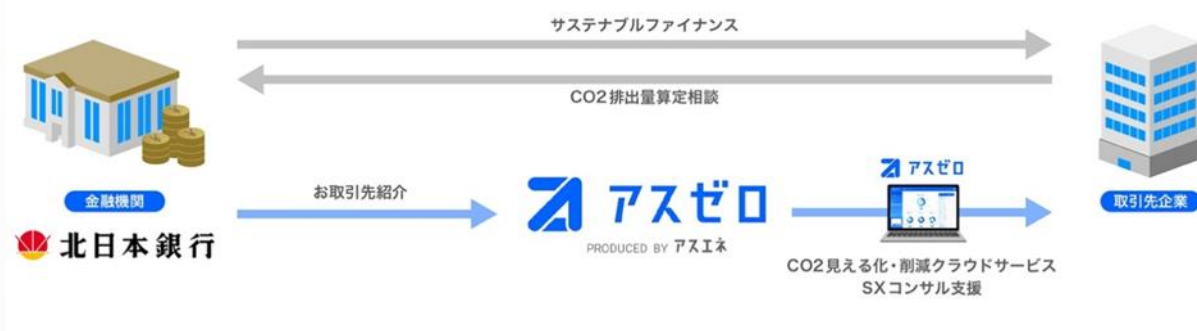 サステナブルファイナンス
CO2排出量算定相談
金融機関
北日本銀行
お取引先紹介
アスゼロ
PRODUCED BY アスエネ
アスゼロ
CO2見える化・削減クラウドサービス
SXコンサル支援
取引先企業